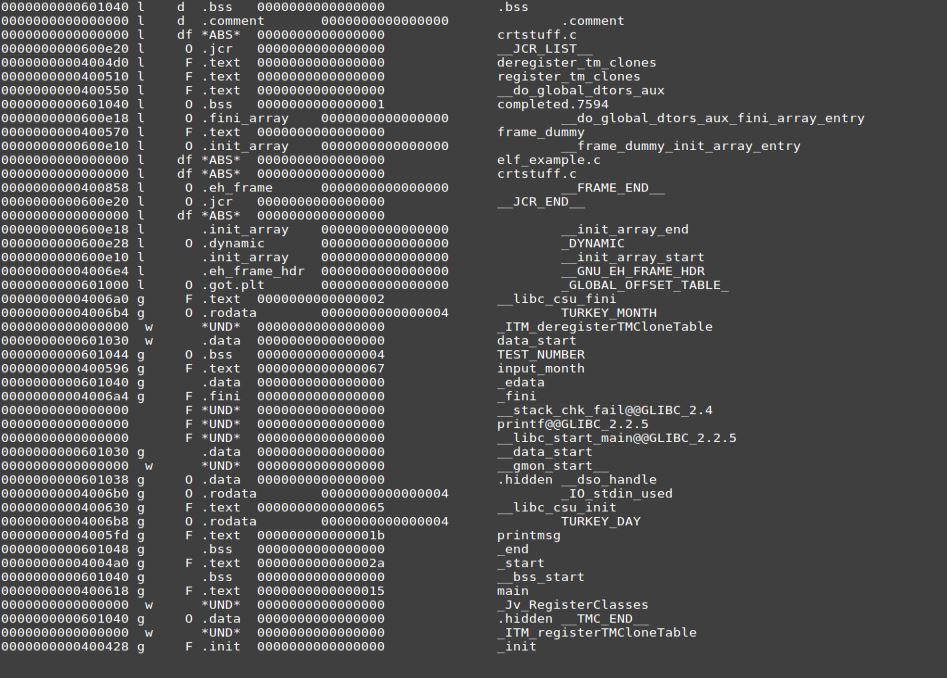 0000000000601040 l    d  .bss	0000000000000000              .bss
0000000000000000 l    d  .comment	0000000000000000              .comment
0000000000000000 l    df *ABS*	0000000000000000              crtstuff.c
0000000000600e20 l     O .jcr	0000000000000000              __JCR_LIST__
00000000004004d0 l     F .text	0000000000000000              deregister_tm_clones
0000000000400510 l     F .text	0000000000000000              register_tm_clones
0000000000400550 l     F .text	0000000000000000              __do_global_dtors_aux
0000000000601040 l     O .bss	0000000000000001              completed.7594
0000000000600e18 l     O .fini_array	0000000000000000              __do_global_dtors_aux_fini_array_entry
0000000000400570 l     F .text	0000000000000000              frame_dummy
0000000000600e10 l     O .init_array	0000000000000000              __frame_dummy_init_array_entry
0000000000000000 l    df *ABS*	0000000000000000              elf_example.c
0000000000000000 l    df *ABS*	0000000000000000              crtstuff.c
0000000000400858 l     O .eh_frame	0000000000000000              __FRAME_END__
0000000000600e20 l     O .jcr	0000000000000000              __JCR_END__
0000000000000000 l    df *ABS*	0000000000000000
0000000000600e18 l       .init_array	0000000000000000              __init_array_end
0000000000600e28 l     O .dynamic	0000000000000000              _DYNAMIC
0000000000600e10 l       .init_array	0000000000000000              __init_array_start
00000000004006e4 l       .eh_frame_hdr	0000000000000000              __GNU_EH_FRAME_HDR
0000000000601000 l     O .got.plt	0000000000000000              _GLOBAL_OFFSET_TABLE_
00000000004006a0 g     F .text	0000000000000002              __libc_csu_fini
00000000004006b4 g     O .rodata	0000000000000004              TURKEY_MONTH
0000000000000000  w      *UND*	0000000000000000              _ITM_deregisterTMCloneTable
0000000000601030  w      .data	0000000000000000              data_start
0000000000601044 g     O .bss	0000000000000004              TEST_NUMBER
0000000000400596 g     F .text	0000000000000067              input_month
0000000000601040 g       .data	0000000000000000              _edata
00000000004006a4 g     F .fini	0000000000000000              _fini
0000000000000000       F *UND*	0000000000000000              __stack_chk_fail@@GLIBC_2.4
0000000000000000       F *UND*	0000000000000000              printf@@GLIBC_2.2.5
0000000000000000       F *UND*	0000000000000000              __libc_start_main@@GLIBC_2.2.5
0000000000601030 g       .data	0000000000000000              __data_start
0000000000000000  w      *UND*	0000000000000000              __gmon_start__
0000000000601038 g     O .data	0000000000000000              .hidden __dso_handle
00000000004006b0 g     O .rodata	0000000000000004              _IO_stdin_used
0000000000400630 g     F .text	0000000000000065              __libc_csu_init
00000000004006b8 g     O .rodata	0000000000000004              TURKEY_DAY
00000000004005fd g     F .text	000000000000001b              printmsg
0000000000601048 g       .bss	0000000000000000              _end
00000000004004a0 g     F .text	000000000000002a              _start
0000000000601040 g       .bss	0000000000000000              __bss_start
0000000000400618 g     F .text	0000000000000015              main
0000000000000000  w      *UND*	0000000000000000              _Jv_RegisterClasses
0000000000601040 g     O .data	0000000000000000              .hidden __TMC_END__
0000000000000000  w      *UND*	0000000000000000              _ITM_registerTMCloneTable
0000000000400428 g     F .init	0000000000000000              _init